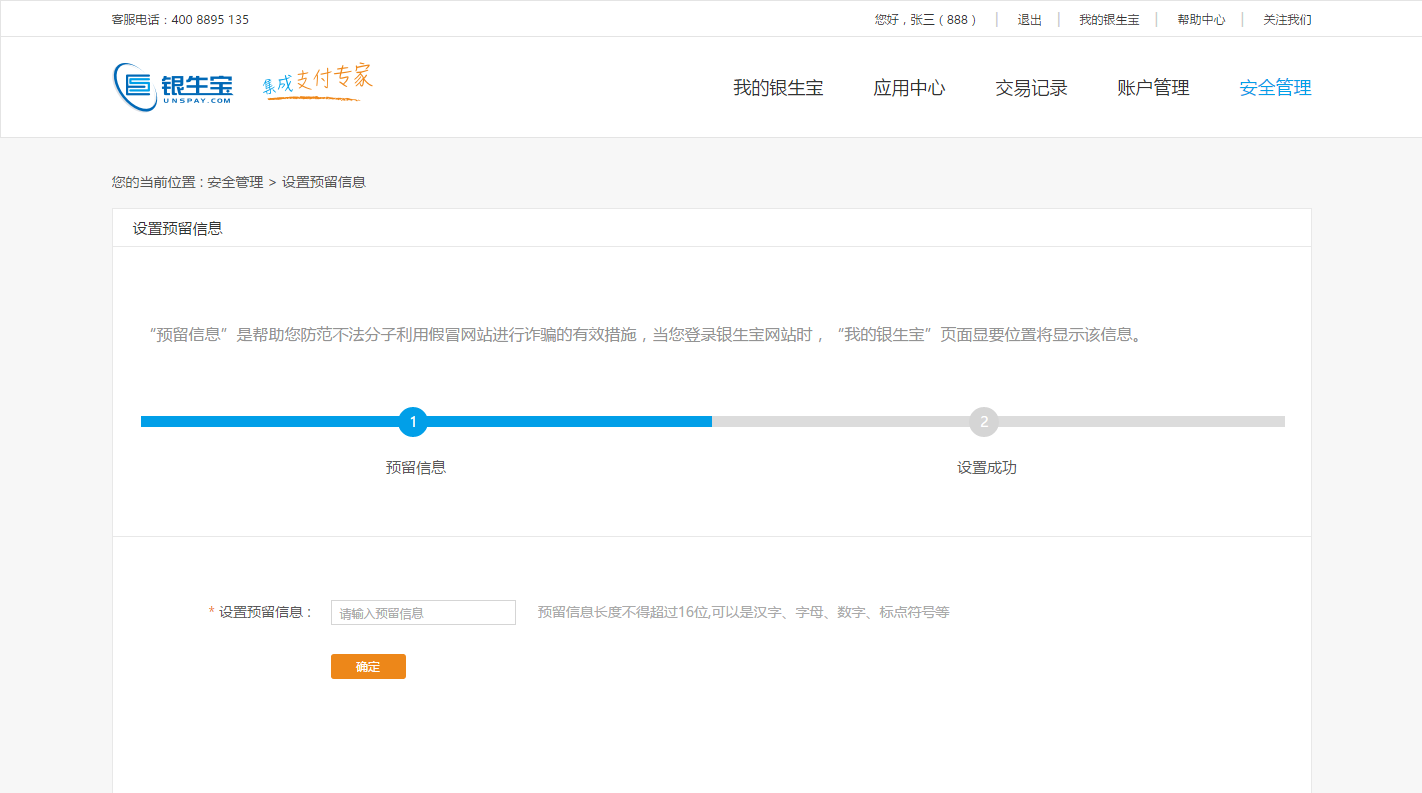 客服电话：400 8895 135
您好，张三（888） | 退出 | 我的银生宝 | 帮助中心 | 关注我们
银生宝
UNSPAY.COM
集成支付专家
我的银生宝 应用中心 交易记录 账户管理 安全管理
您的当前位置：安全管理 > 设置预留信息
设置预留信息
“预留信息”是帮助您防范不法分子利用假冒网站进行诈骗的有效措施，当您登录银生宝网站时，“我的银生宝”页面显要位置将显示该信息。
1 2
预留信息 设置成功
* 设置预留信息： 请输入预留信息 预留信息长度不得超过16位,可以是汉字、字母、数字、标点符号等
确定